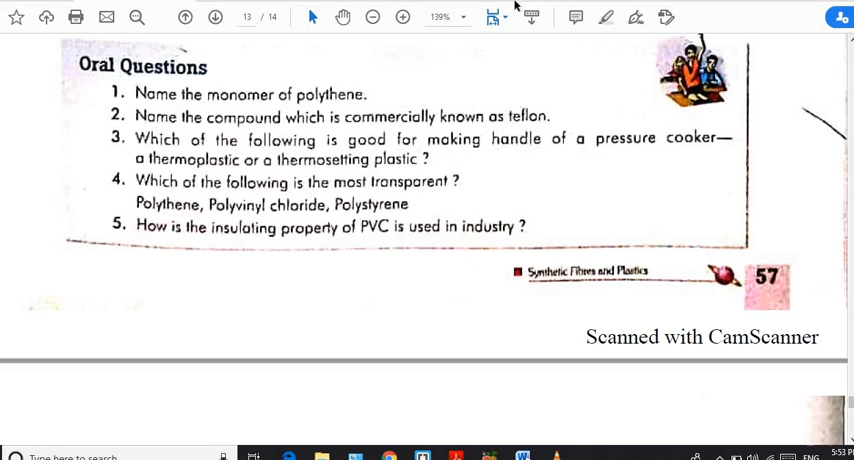 13 / 14
139%
Oral Questions
1. Name the monomer of polythene.
2. Name the compound which is commercially known as teflon.
3. Which of the following is good for making handle of a pressure cooker—
a thermoplastic or a thermosetting plastic ?
4. Which of the following is the most transparent ?
Polythene, Polyvinyl chloride, Polystyrene
5. How is the insulating property of PVC is used in industry ?
Synthetic Fibres and Plastics 57
Scanned with CamScanner
Type here to search
ENG
5:53 P